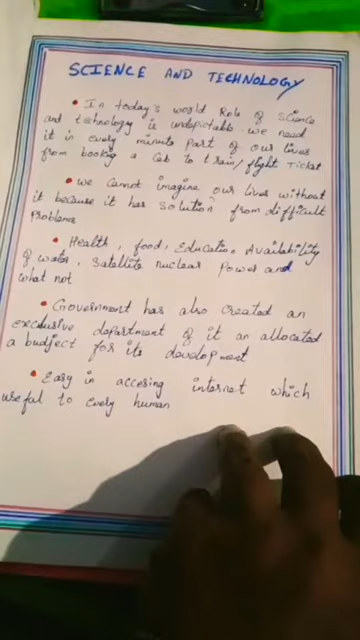 SCIENCE AND TECHNOLOGY
• In today's world Role of Science
and technology is undepictable. we need
it in every minute part of our lives
from booking a Cab to train/flight Ticket
• we cannot imagine our lives without
it because it has solution from difficult
Problems
• Health, food, Education, Availability
of water, Satellite nuclear Power and
what not
• Government has also created an
exclusive department of it an allocated
a budject for its development
• Easy in accering internet which
useful to every human